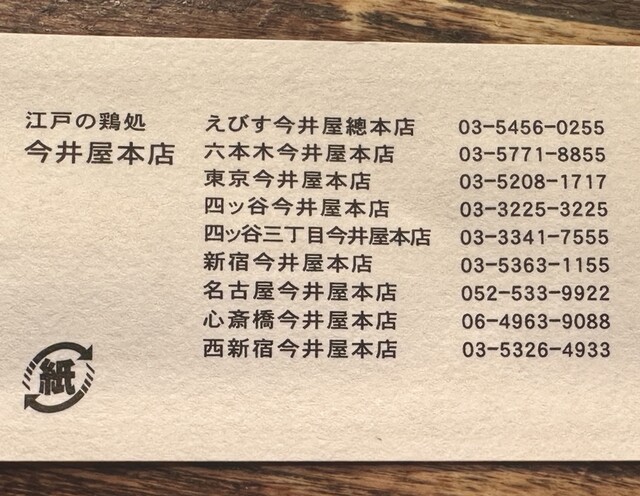 江戸の鶏処
今井屋本店
えびす今井屋總本店 03-5456-0255
六本木今井屋本店 03-5771-8855
東京今井屋本店 03-5208-1717
四ッ谷今井屋本店 03-3225-3225
四ッ谷三丁目今井屋本店 03-3341-7555
新宿今井屋本店 03-5363-1155
名古屋今井屋本店 052-533-9922
心斎橋今井屋本店 06-4963-9088
西新宿今井屋本店 03-5326-4933
紙